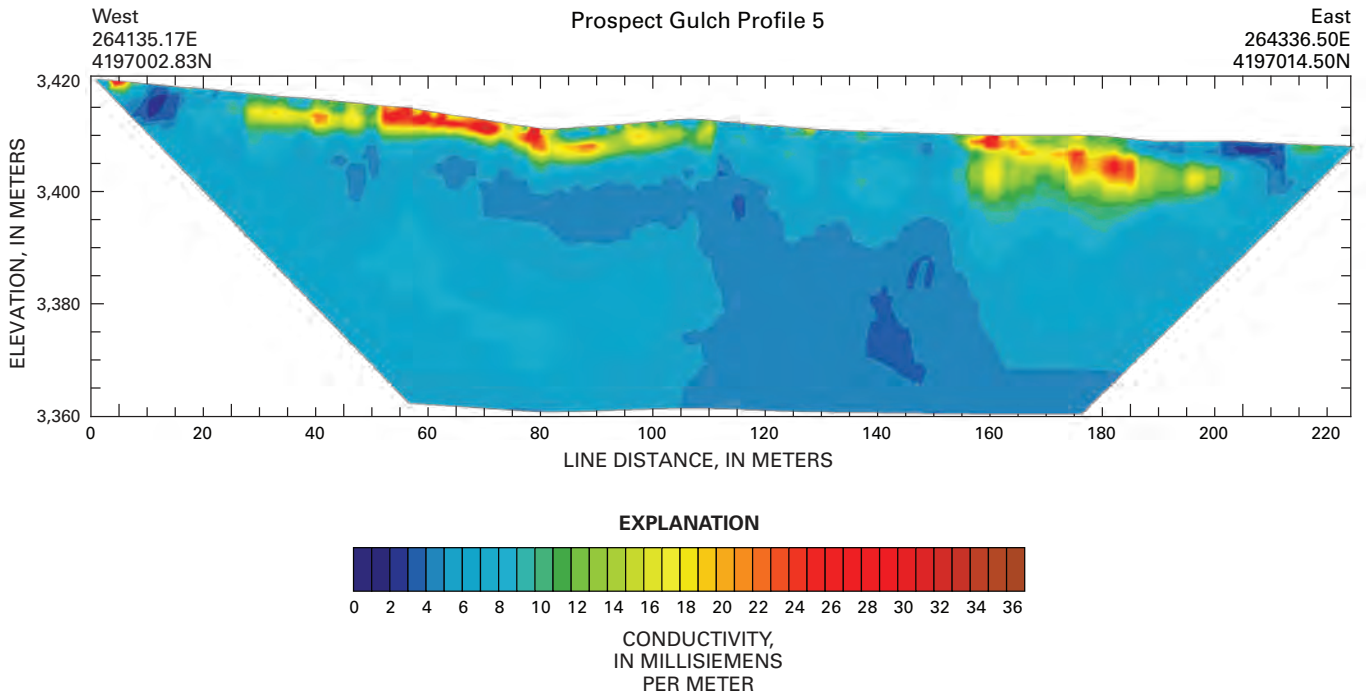 West
264135.17E
4197002.83N
Prospect Gulch Profile 5
East
264336.50E
4197014.50N
3,420
3,400
3,380
3,360
ELEVATION, IN METERS
0 20 40 60 80 100 120 140 160 180 200 220
LINE DISTANCE, IN METERS
EXPLANATION
0 2 4 6 8 10 12 14 16 18 20 22 24 26 28 30 32 34 36
CONDUCTIVITY,
IN MILLISIEMENS
PER METER